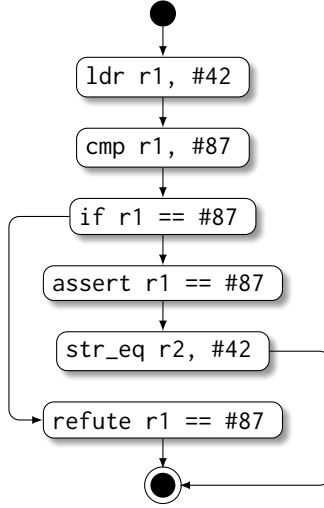 ldr r1, #42
cmp r1, #87
if r1 == #87
assert r1 == #87
str_eq r2, #42
refute r1 == #87